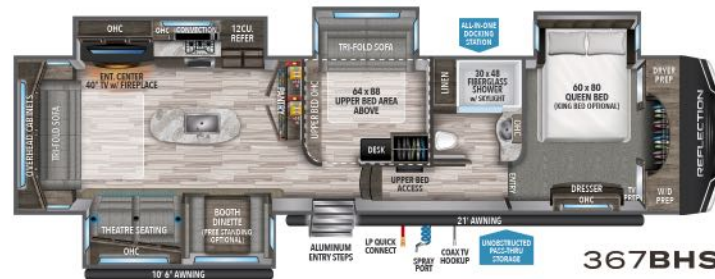 OHC
OHC
CONVECTION
12CU.
REFER
ENT. CENTER
40" TV w/ FIREPLACE
OVERHEAD CABINETS
TRI-FOLD SOFA
PANTRY
THEATRE SEATING
OHC
BOOTH
DINETTE
(FREE STANDING
OPTIONAL)
10' 6" AWNING
TRI-FOLD SOFA
UPPER BED OHC
64 x 88
UPPER BED AREA
ABOVE
DESK
UPPER BED
ACCESS
ALL-IN-ONE
DOCKING
STATION
LINEN
30 x 48
FIBERGLASS
SHOWER
w/ SKYLIGHT
OHC
ENTRY
60 x 80
QUEEN BED
(KING BED OPTIONAL)
DRESSER
OHC
TV
PREP
DRYER
PREP
W/D
PREP
REFLECTION
21' AWNING
ALUMINUM
ENTRY STEPS
LP QUICK
CONNECT
SPRAY
PORT
COAX TV
HOOKUP
UNOBSTRUCTED
PASS-THRU
STORAGE
367BHS